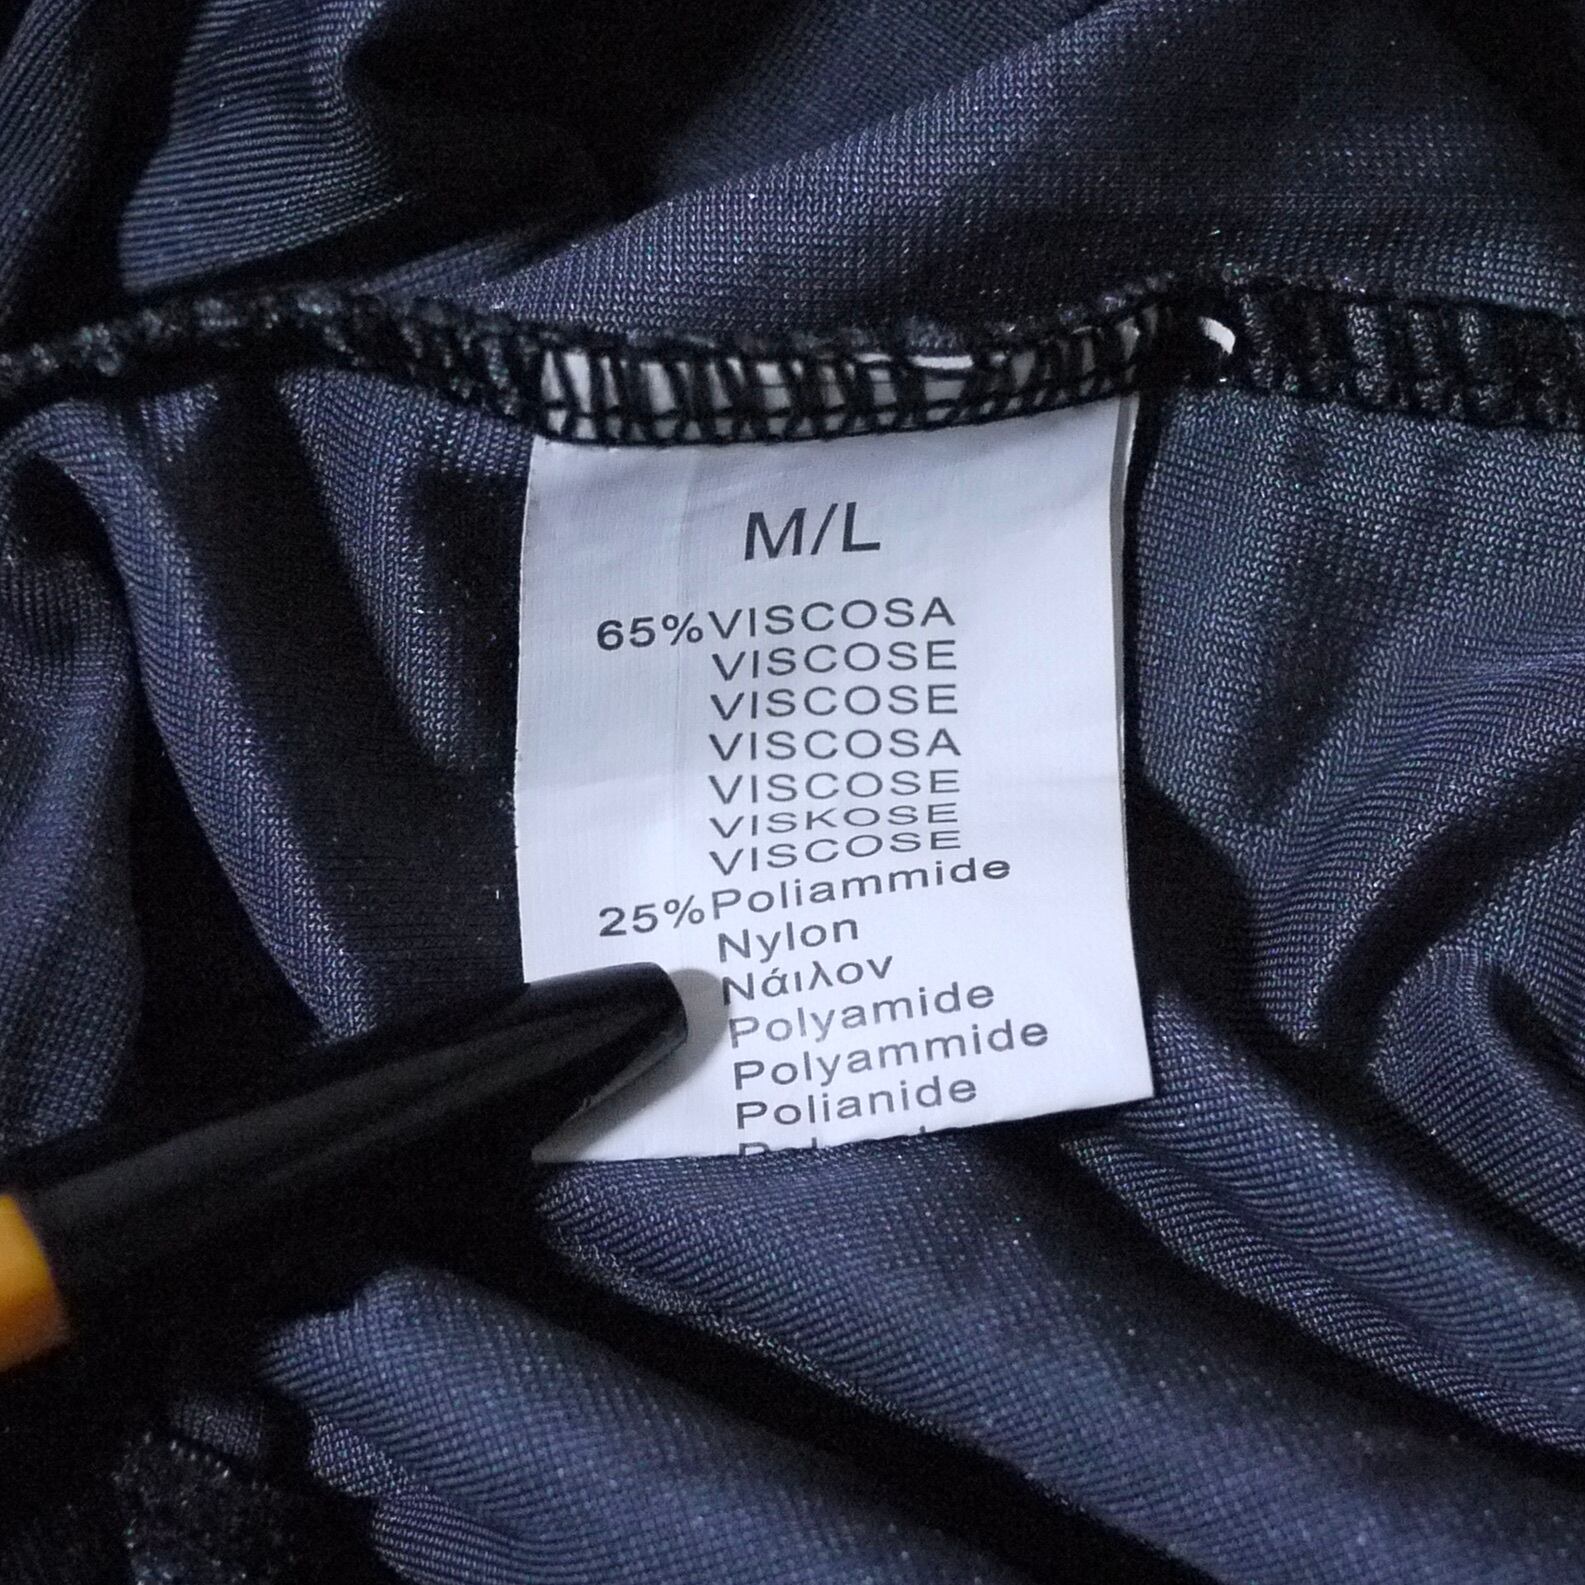 M/L
65%VISCOSA
VISCOSE
VISCOSE
VISCOSA
VISCOSE
VISKOSE
VISCOSE
25%Poliammide
Nylon
Νάιλον
Polyamide
Polyammide
Polianide